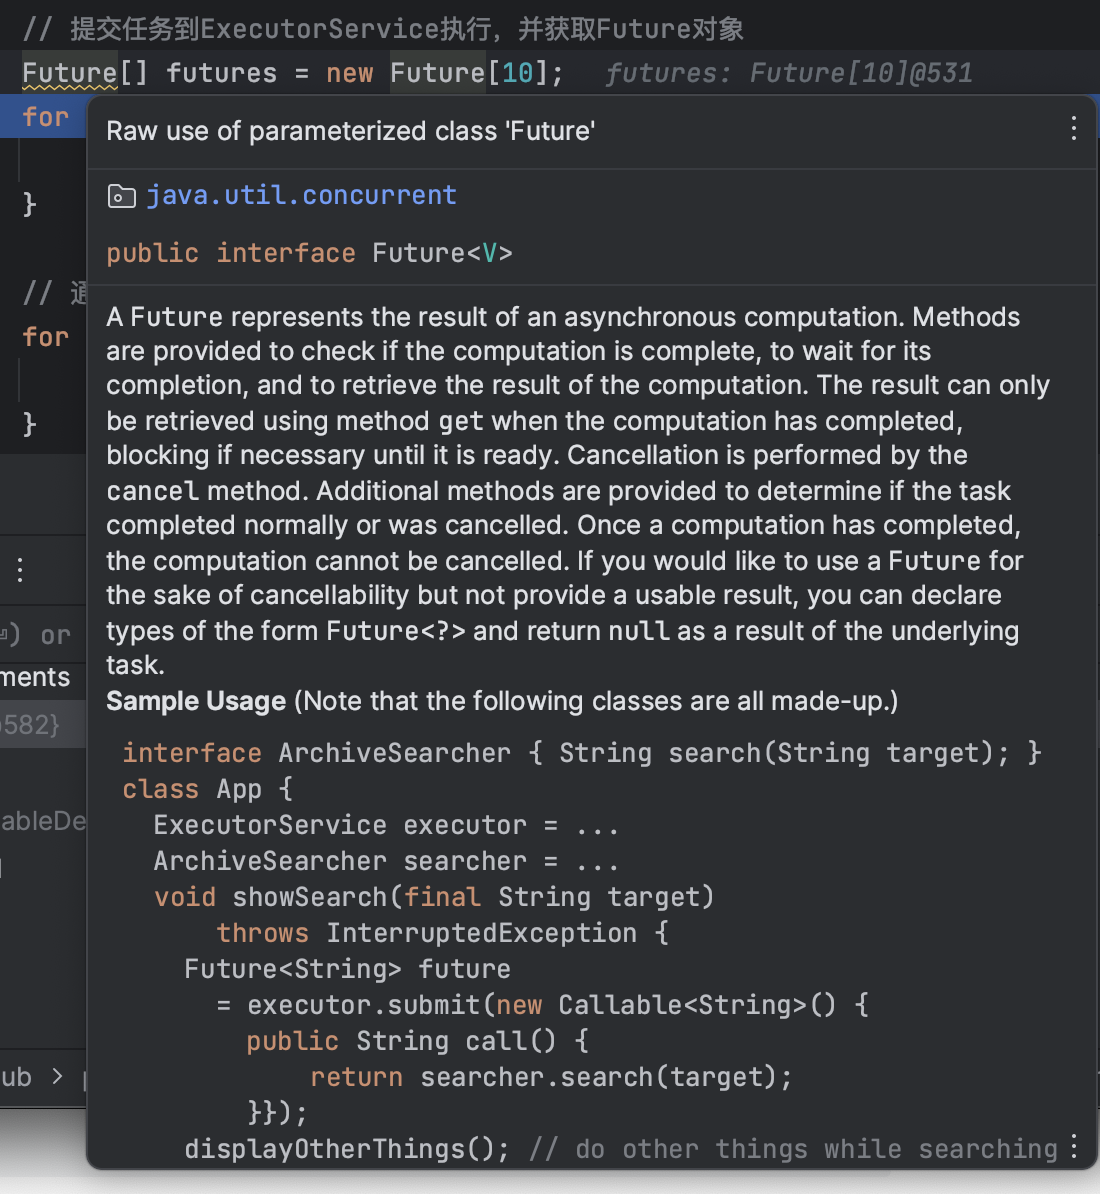 // 提交任务到ExecutorService执行，并获取Future对象
Future[] futures = new Future[10]; futures: Future[10]@531
for
Raw use of parameterized class 'Future'
java.util.concurrent
}
public interface Future<V>
//
A Future represents the result of an asynchronous computation. Methods
for
are provided to check if the computation is complete, to wait for its
completion, and to retrieve the result of the computation. The result can only
}
be retrieved using method get when the computation has completed,
blocking if necessary until it is ready. Cancellation is performed by the
cancel method. Additional methods are provided to determine if the task
completed normally or was cancelled. Once a computation has completed,
the computation cannot be cancelled. If you would like to use a Future for
the sake of cancellability but not provide a usable result, you can declare
) or
types of the form Future<?> and return null as a result of the underlying
task.
ments
Sample Usage (Note that the following classes are all made-up.)
582}
interface ArchiveSearcher { String search(String target); }
class App {
ableDe
ExecutorService executor = ...
ArchiveSearcher searcher = ...
void showSearch(final String target)
throws InterruptedException {
Future<String> future
= executor.submit(new Callable<String>() {
public String call() {
ub >
return searcher.search(target);
}});
displayOtherThings(); // do other things while searching